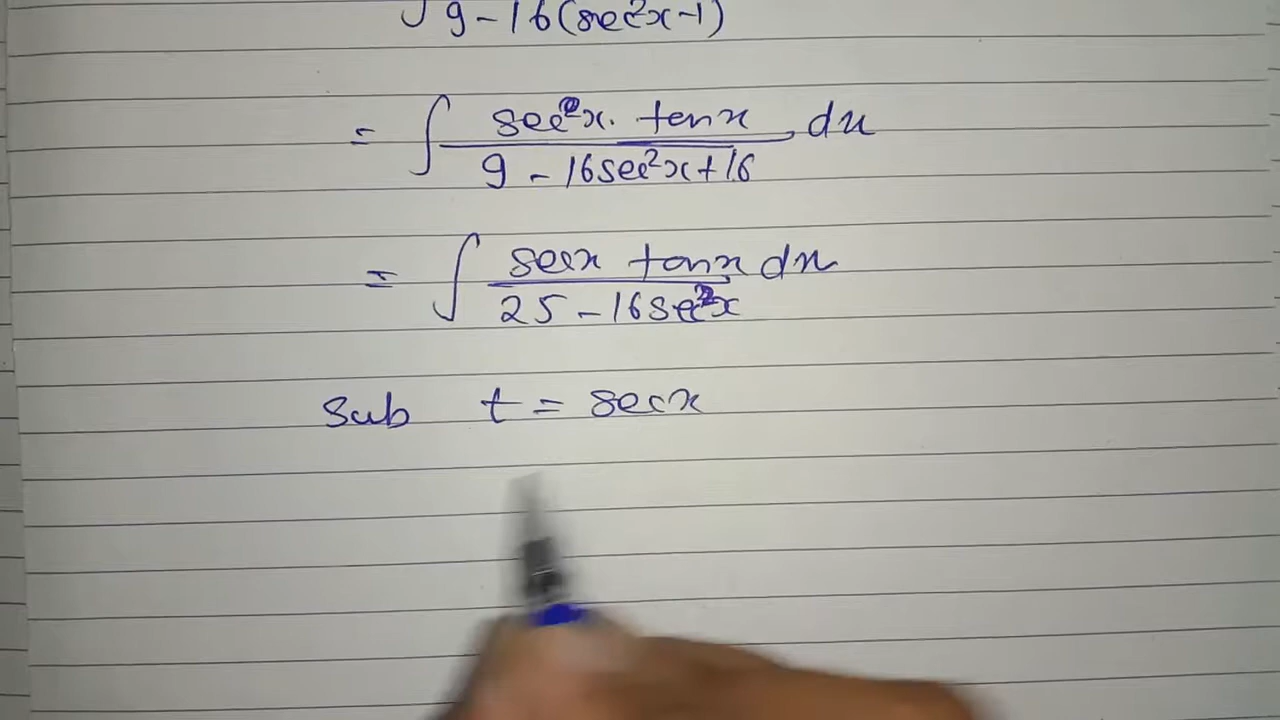 ∫ 9 - 16(sec²x-1)
= ∫ sec²x. tanx dx
9 - 16sec²x + 16
= ∫ secx tanx dx
25 - 16sec²x
Sub t = secx